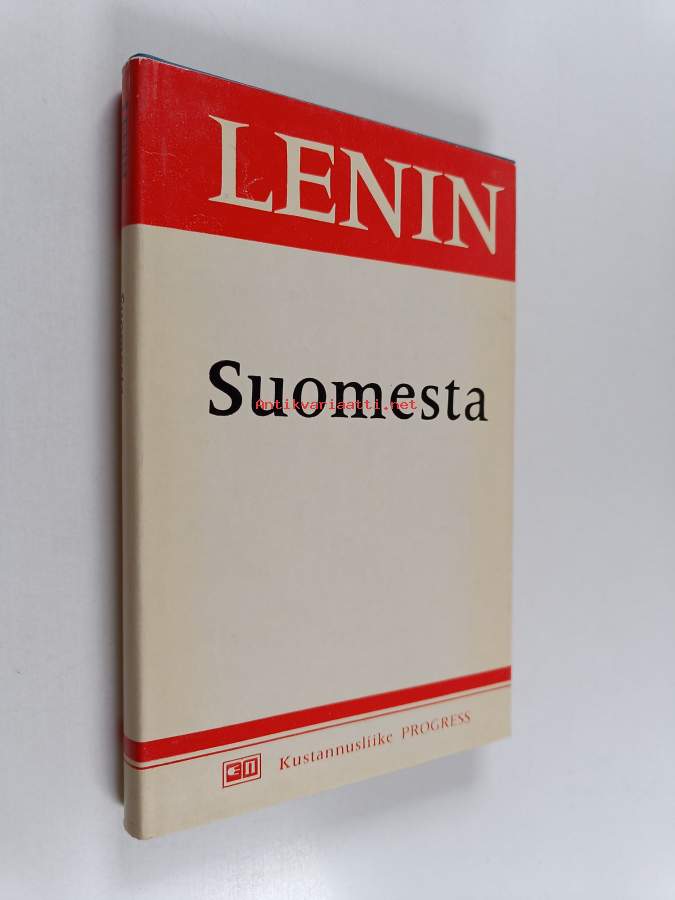 LENIN
Suomesta
Antikvariaatti.net
Kustannusliike PROGRESS